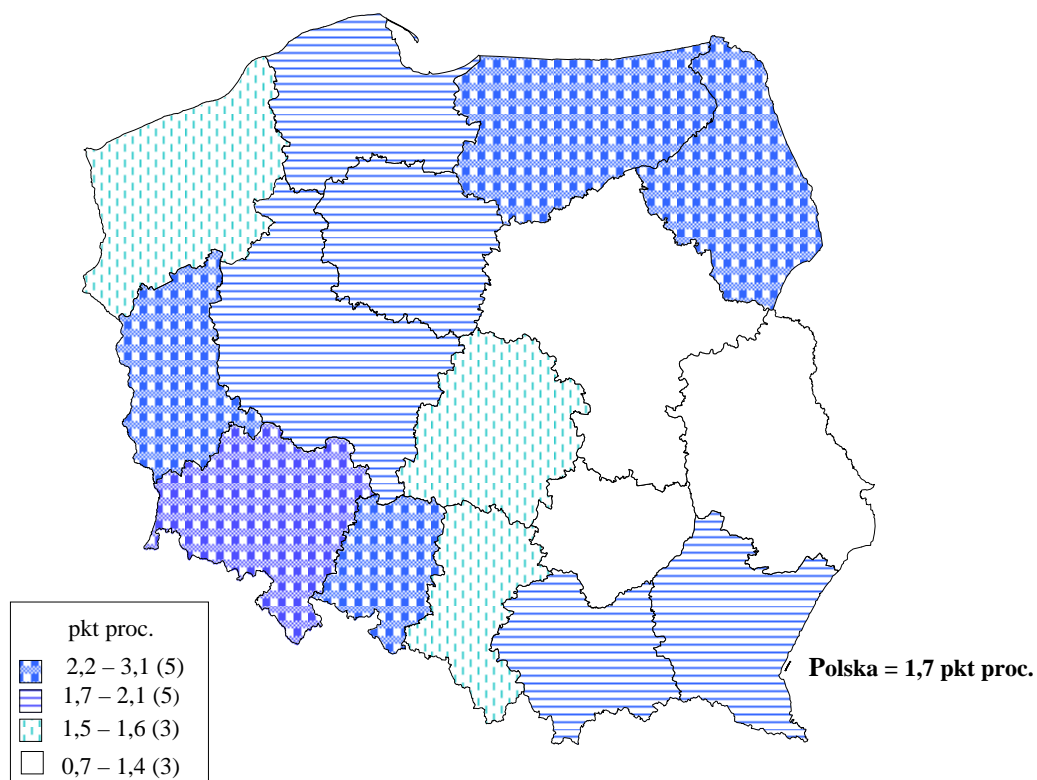 pkt proc.
2,2 – 3,1 (5)
1,7 – 2,1 (5)
1,5 – 1,6 (3)
0,7 – 1,4 (3)
Polska = 1,7 pkt proc.